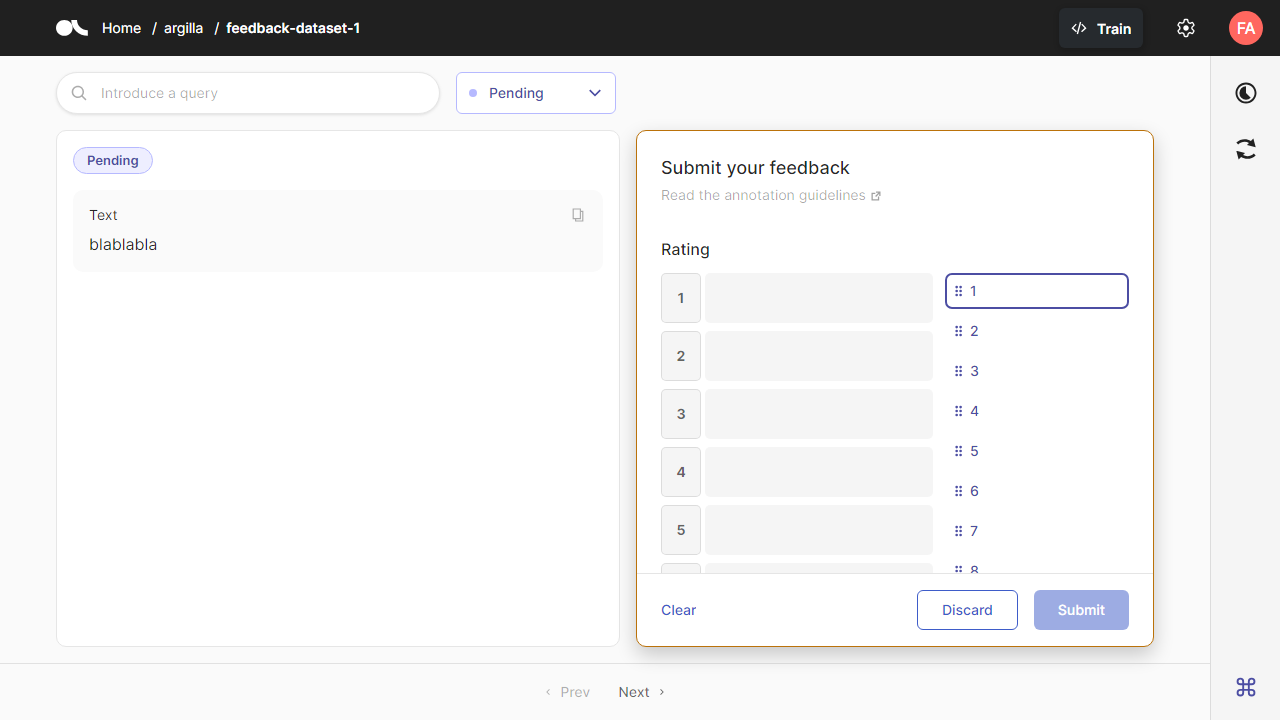 Home / argilla / feedback-dataset-1
Train
FA
Introduce a query
Pending
Pending
Text
blablabla
Submit your feedback
Read the annotation guidelines
Rating
1
2
3
4
5
1
2
3
4
5
6
7
8
Clear
Discard
Submit
Prev
Next